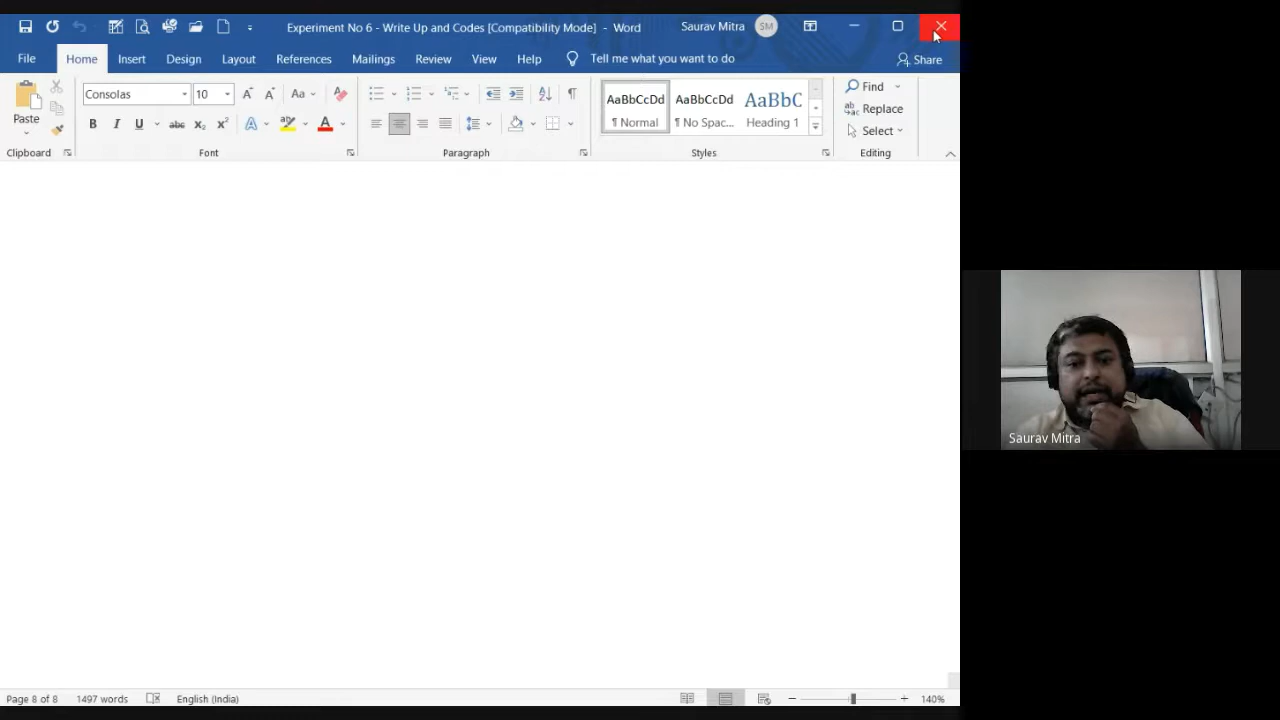 Experiment No 6 - Write Up and Codes [Compatibility Mode] - Word
Saurav Mitra
SM
File
Home
Insert
Design
Layout
References
Mailings
Review
View
Help
Tell me what you want to do
Share
Paste
Clipboard
Consolas
10
Font
Paragraph
AaBbCcDd
¶ Normal
AaBbCcDd
¶ No Spac...
AaBbC
Heading 1
Styles
Find
Replace
Select
Editing
Saurav Mitra
Page 8 of 8
1497 words
English (India)
140%